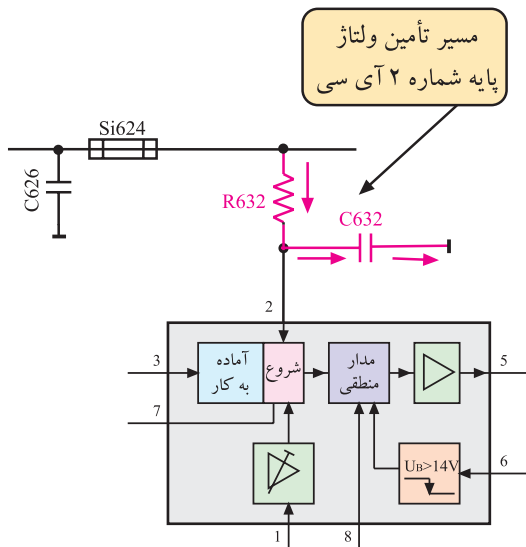 مسیر تأمین ولتاژ
پایه شماره ۲ آی سی
Si624
C626
R632
C632
2
3
آماده
به کار
شروع
مدار
منطقی
5
7
UB>14V
6
1
8